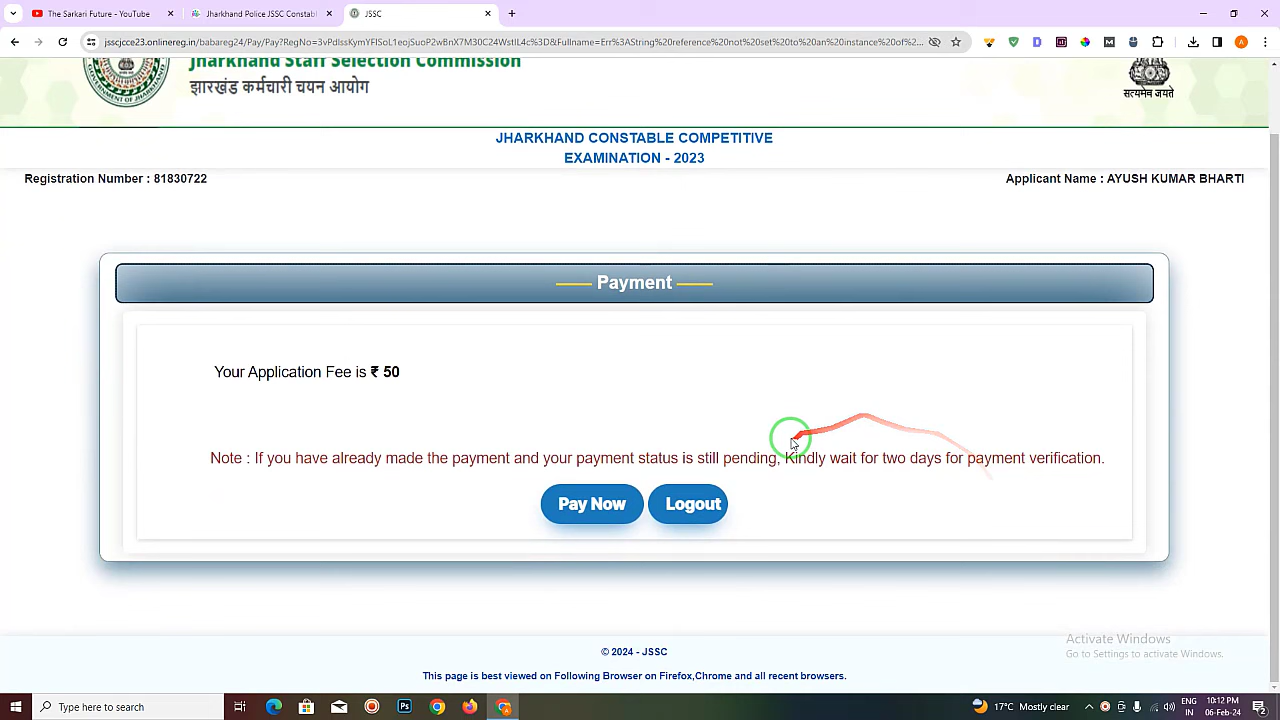 The Sarkari Future - YouTube
Jharkhand Police JSSC Constabl
JSSC
jsscjcce23.onlinereg.in/babareg24/Pay/Pay?RegNo=3vPdlssKymYFlSoL1eojSuoP2wBnX7M30C24WstlL4c%3D&Fullname=Err%3AString%20reference%20not%20set%20to%20an%20instance%20of%2...
Jharkhand Staff Selection Commission
झारखंड कर्मचारी चयन आयोग
सत्यमेव जयते
JHARKHAND CONSTABLE COMPETITIVE
EXAMINATION - 2023
Registration Number : 81830722
Applicant Name : AYUSH KUMAR BHARTI
Payment
Your Application Fee is ₹ 50
Note : If you have already made the payment and your payment status is still pending, Kindly wait for two days for payment verification.
Pay Now
Logout
Activate Windows
Go to Settings to activate Windows.
© 2024 - JSSC
This page is best viewed on Following Browser on Firefox,Chrome and all recent browsers.
Type here to search
17°C Mostly clear
ENG
IN
10:12 PM
06-Feb-24